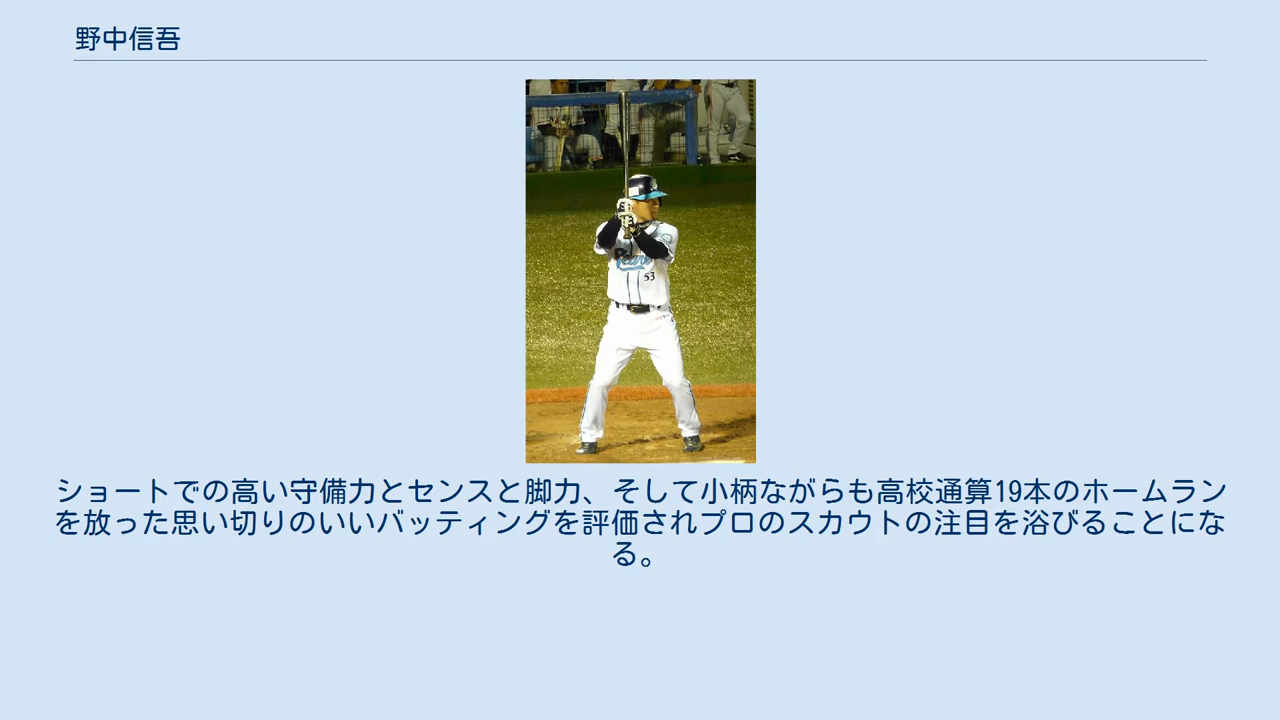 野中信吾
53
ショートでの高い守備力とセンスと脚力、そして小柄ながらも高校通算19本のホームラン
を放った思い切りのいいバッティングを評価されプロのスカウトの注目を浴びることにな
る。